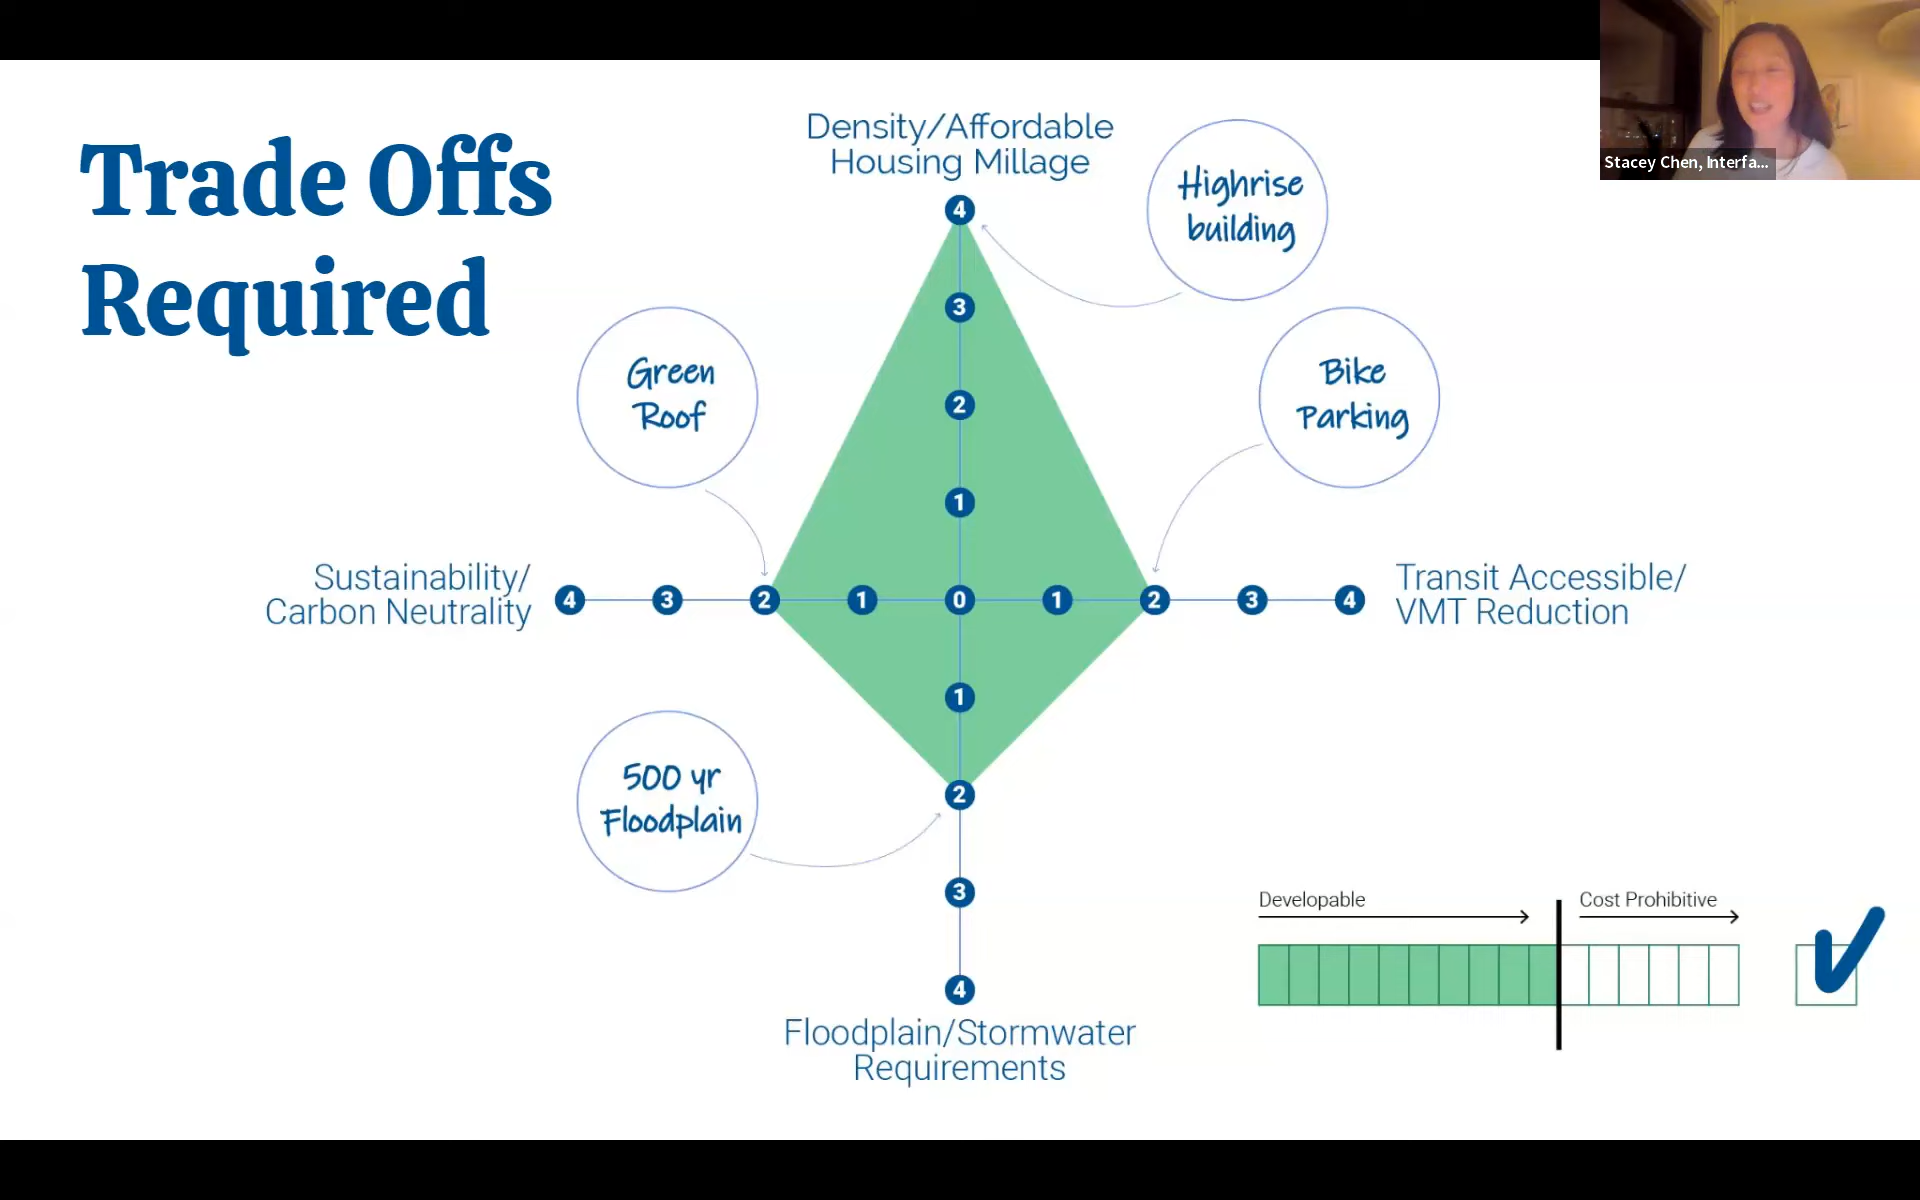 Trade Offs
Required
Density/Affordable
Housing Millage
Highrise
building
Stacey Chen, Interfa...
Green
Roof
Bike
Parking
4
3
2
1
Sustainability/
Carbon Neutrality
4 3 2 1 0 1 2 3 4
Transit Accessible/
VMT Reduction
1
2
3
4
500 yr
Floodplain
Floodplain/Stormwater
Requirements
Developable
Cost Prohibitive